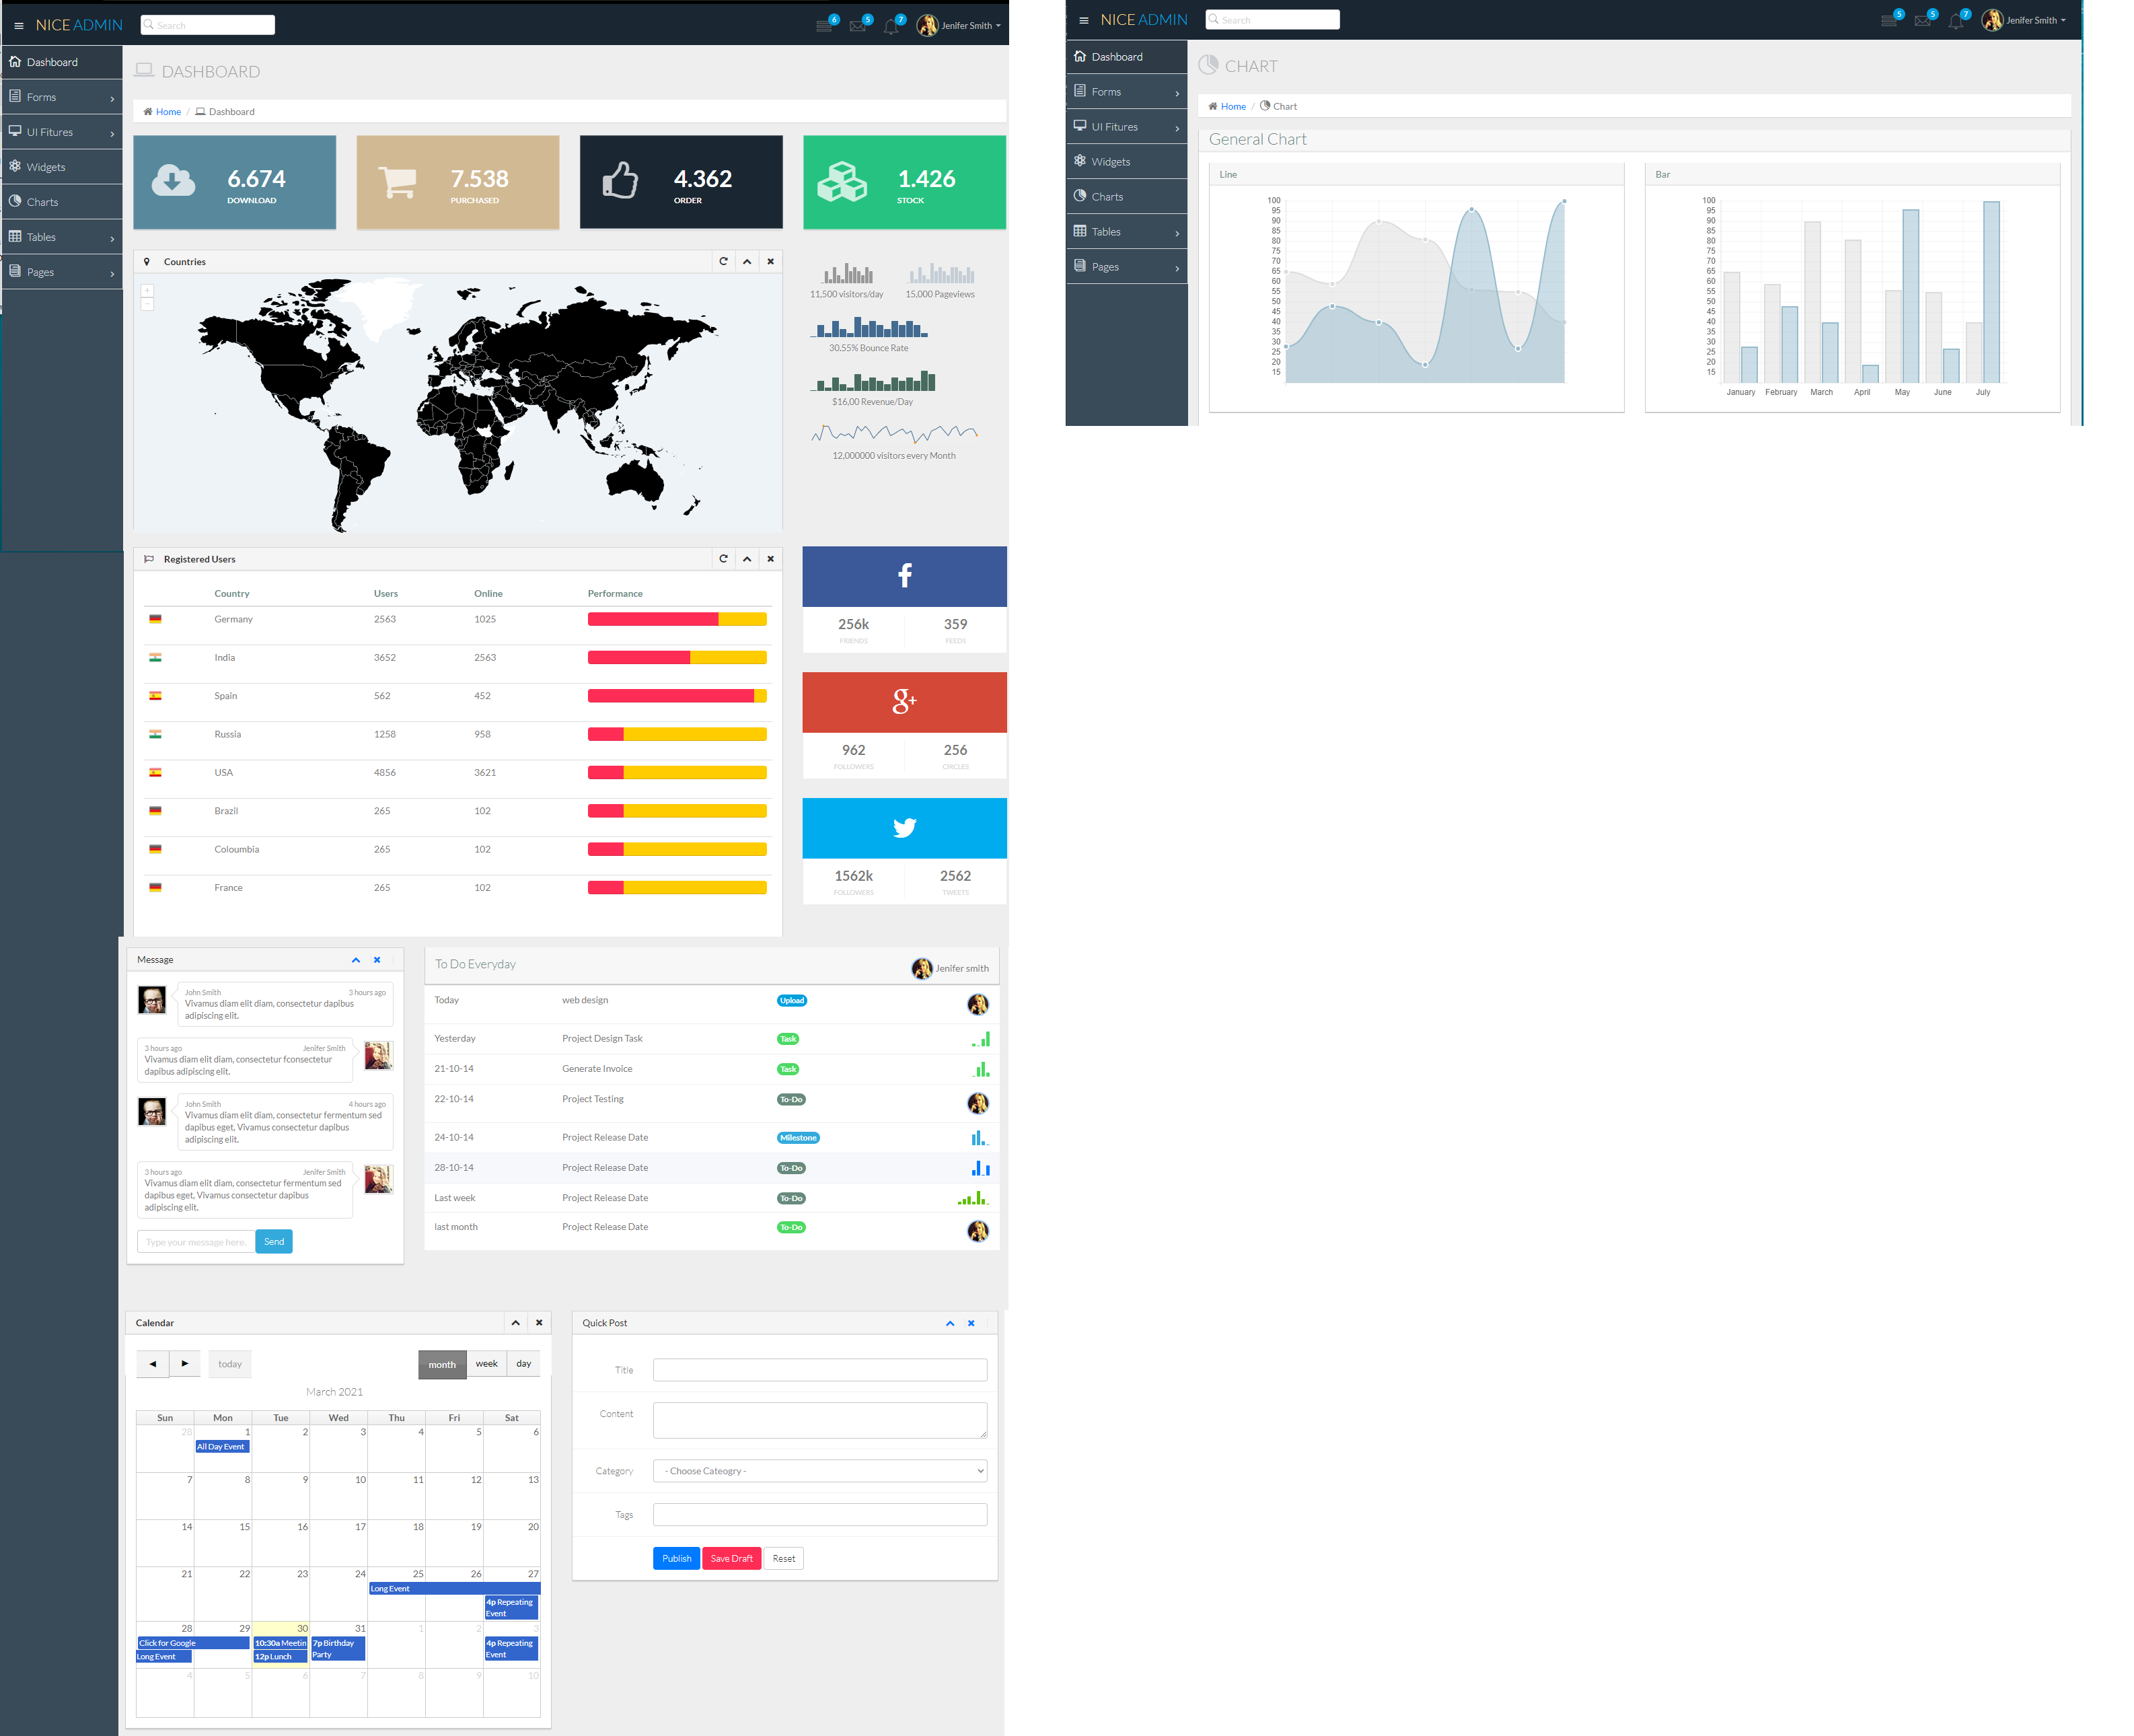 NICE ADMIN
Search
6
5
7
Jenifer Smith
Dashboard
Forms
UI Fitures
Widgets
Charts
Tables
Pages
DASHBOARD
Home / Dashboard
6.674
DOWNLOAD
7.538
PURCHASED
4.362
ORDER
1.426
STOCK
Countries
+
−
11,500 visitors/day
15,000 Pageviews
30.55% Bounce Rate
$16,00 Revenue/Day
12,000000 visitors every Month
Registered Users
Country Users Online Performance
Germany 2563 1025
India 3652 2563
Spain 562 452
Russia 1258 958
USA 4856 3621
Brazil 265 102
Coloumbia 265 102
France 265 102
256k
FRIENDS
359
FEEDS
g+
962
FOLLOWERS
256
CIRCLES
1562k
FOLLOWERS
2562
TWEETS
Message
John Smith 3 hours ago
Vivamus diam elit diam, consectetur dapibus
adipiscing elit.
3 hours ago Jenifer Smith
Vivamus diam elit diam, consectetur fconsectetur
dapibus adipiscing elit.
John Smith 4 hours ago
Vivamus diam elit diam, consectetur fermentum sed
dapibus eget, Vivamus consectetur dapibus
adipiscing elit.
3 hours ago Jenifer Smith
Vivamus diam elit diam, consectetur fermentum sed
dapibus eget, Vivamus consectetur dapibus
adipiscing elit.
Type your message here.
Send
To Do Everyday
Jenifer smith
Today web design Upload
Yesterday Project Design Task Task
21-10-14 Generate Invoice Task
22-10-14 Project Testing To-Do
24-10-14 Project Release Date Milestone
28-10-14 Project Release Date To-Do
Last week Project Release Date To-Do
last month Project Release Date To-Do
Calendar
today
month week day
March 2021
Sun Mon Tue Wed Thu Fri Sat
28 1 2 3 4 5 6
All Day Event
7 8 9 10 11 12 13
14 15 16 17 18 19 20
21 22 23 24 25 26 27
Long Event
4p Repeating
Event
28 29 30 31 1 2 3
Click for Google 10:30a Meetin 7p Birthday 4p Repeating
Long Event 12p Lunch Party Event
4 5 6 7 8 9 10
Quick Post
Title
Content
Category
- Choose Cateogry -
Tags
Publish
Save Draft
Reset
NICE ADMIN
Search
5
5
7
Jenifer Smith
Dashboard
Forms
UI Fitures
Widgets
Charts
Tables
Pages
CHART
Home / Chart
General Chart
Line
100
95
90
85
80
75
70
65
60
55
50
45
40
35
30
25
20
15
Bar
100
95
90
85
80
75
70
65
60
55
50
45
40
35
30
25
20
15
January February March April May June July